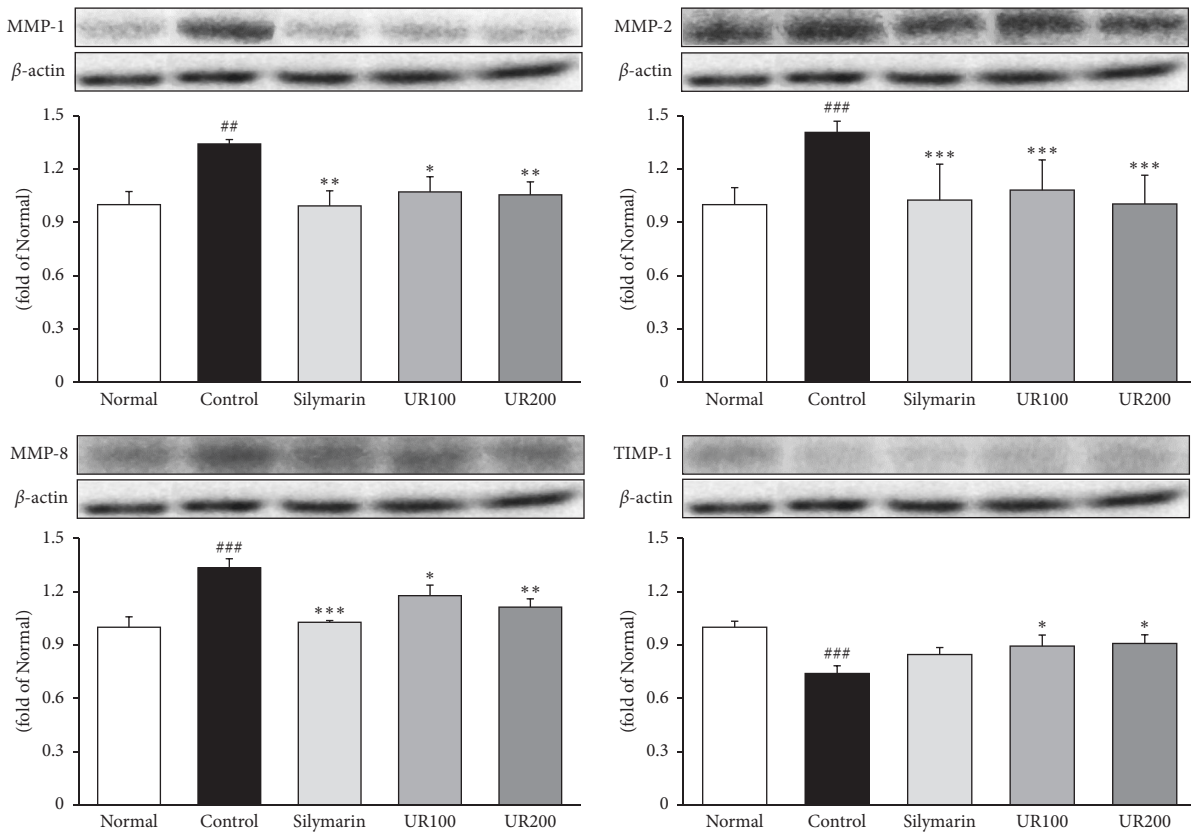 MMP-1
β-actin
1.5
1.2
0.9
0.6
0.3
0
(fold of Normal)
##
**
*
**
Normal Control Silymarin UR100 UR200
MMP-2
β-actin
1.5
1.2
0.9
0.6
0.3
0
(fold of Normal)
###
***
***
***
Normal Control Silymarin UR100 UR200
MMP-8
β-actin
1.5
1.2
0.9
0.6
0.3
0
(fold of Normal)
###
***
*
**
Normal Control Silymarin UR100 UR200
TIMP-1
β-actin
1.5
1.2
0.9
0.6
0.3
0
(fold of Normal)
###
*
*
Normal Control Silymarin UR100 UR200